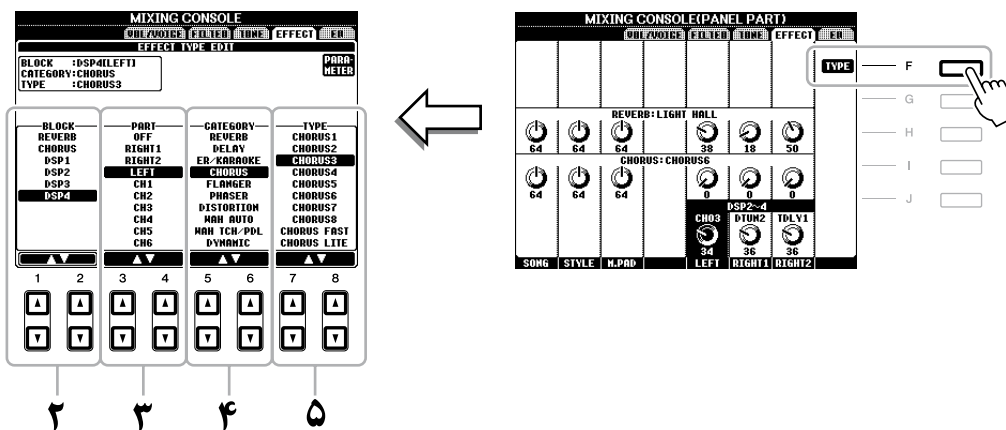 MIXING CONSOLE
VOL/VOICE FILTER TUNE EFFECT EQ
EFFECT TYPE EDIT
BLOCK :DSP4[LEFT]
CATEGORY:CHORUS
TYPE :CHORUS3
PARA-
METER
BLOCK PART CATEGORY TYPE
REVERB OFF REVERB CHORUS1
CHORUS RIGHT1 DELAY CHORUS2
DSP1 RIGHT2 ER/KARAOKE CHORUS3
DSP2 LEFT CHORUS CHORUS4
DSP3 CH1 FLANGER CHORUS5
DSP4 CH2 PHASER CHORUS6
CH3 DISTORTION CHORUS7
CH4 WAH AUTO CHORUS8
CH5 WAH TCH/PDL CHORUS FAST
CH6 DYNAMIC CHORUS LITE
1 2 3 4 5 6 7 8
۲ ۳ ۴ ۵
MIXING CONSOLE(PANEL PART)
VOL/VOICE FILTER TUNE EFFECT EQ
TYPE F
G
H
I
J
REVERB:LIGHT HALL
64 64 64 38 18 50
CHORUS:CHORUS6
64 64 64 0 0 0
DSP2~4
CHO3 DTUN2 TDLY1
34 36 36
SONG STYLE M.PAD LEFT RIGHT1 RIGHT2